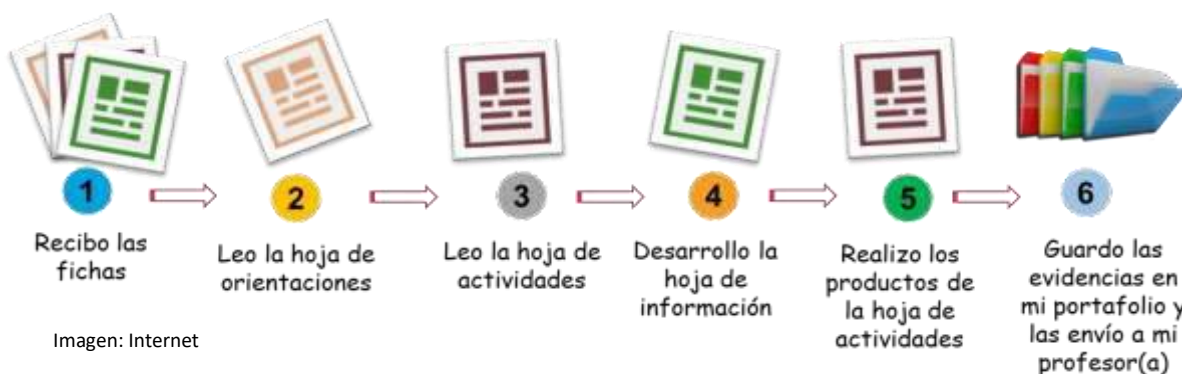 1
Recibo las
fichas
2
Leo la hoja de
orientaciones
3
Leo la hoja de
actividades
4
Desarrollo la
hoja de
información
5
Realizo los
productos de
la hoja de
actividades
6
Guardo las
evidencias en
mi portafolio y
las envío a mi
profesor(a)
Imagen: Internet